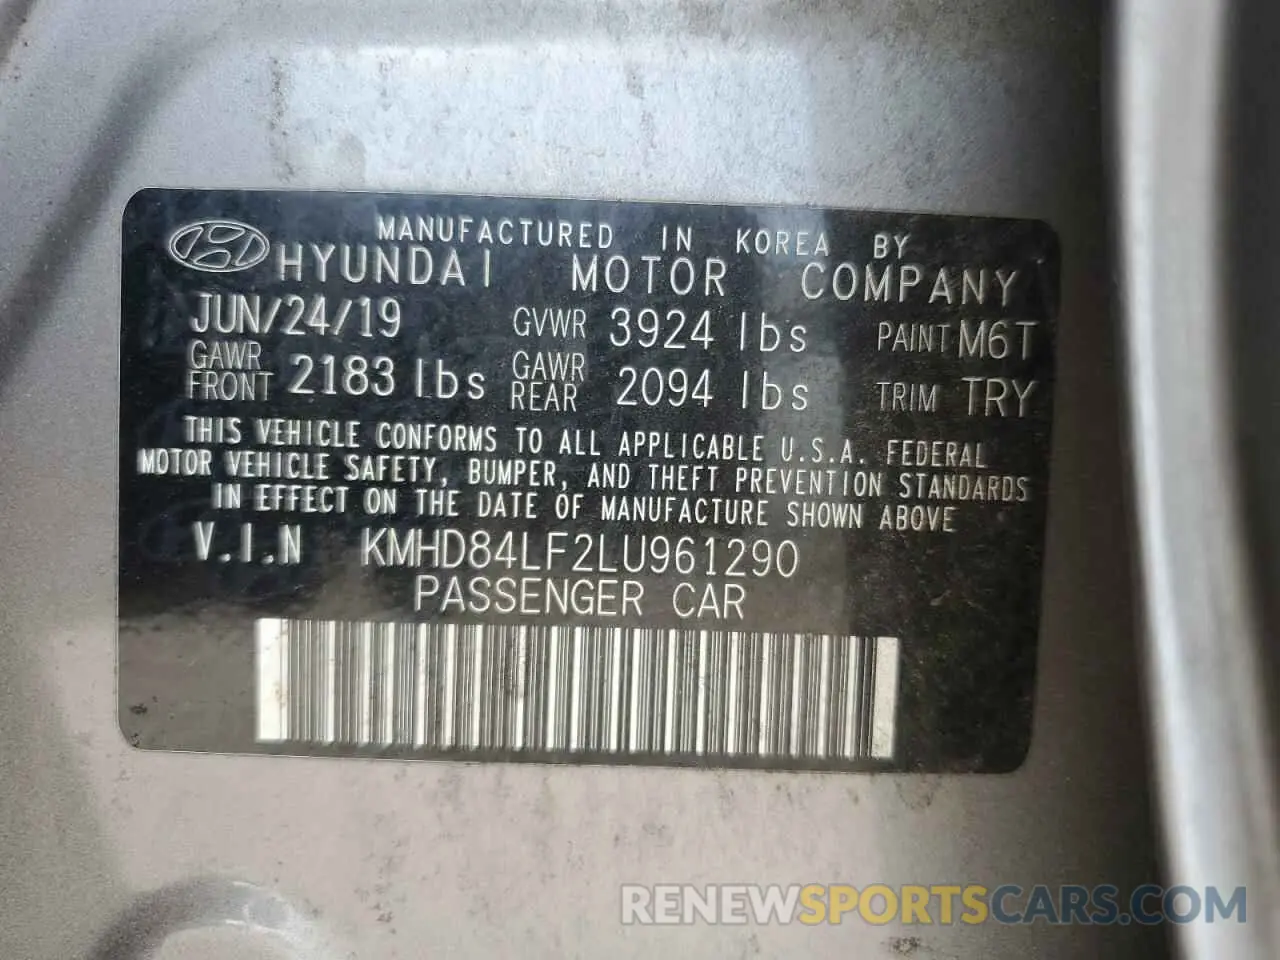 MANUFACTURED IN KOREA BY
HYUNDAI MOTOR COMPANY
JUN/24/19 GVWR 3924 lbs PAINT M6T
GAWR FRONT 2183 lbs GAWR REAR 2094 lbs TRIM TRY
THIS VEHICLE CONFORMS TO ALL APPLICABLE U.S.A. FEDERAL
MOTOR VEHICLE SAFETY, BUMPER, AND THEFT PREVENTION STANDARDS
IN EFFECT ON THE DATE OF MANUFACTURE SHOWN ABOVE
V.I.N KMHD84LF2LU961290
PASSENGER CAR
RENEWSPORTSCARS.COM